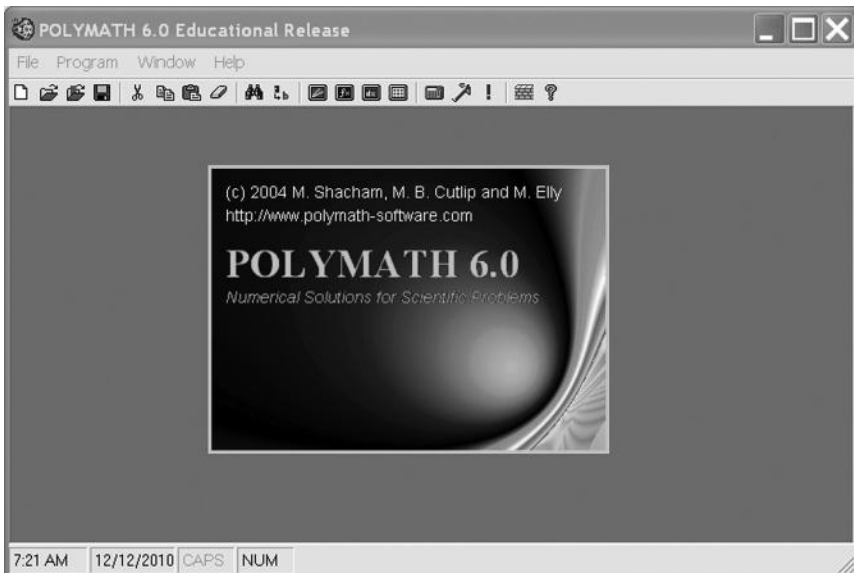 POLYMATH 6.0 Educational Release
File Program Window Help
(c) 2004 M. Shacham, M. B. Cutlip and M. Elly
http://www.polymath-software.com
POLYMATH 6.0
Numerical Solutions for Scientific Problems
7:21 AM 12/12/2010 CAPS NUM